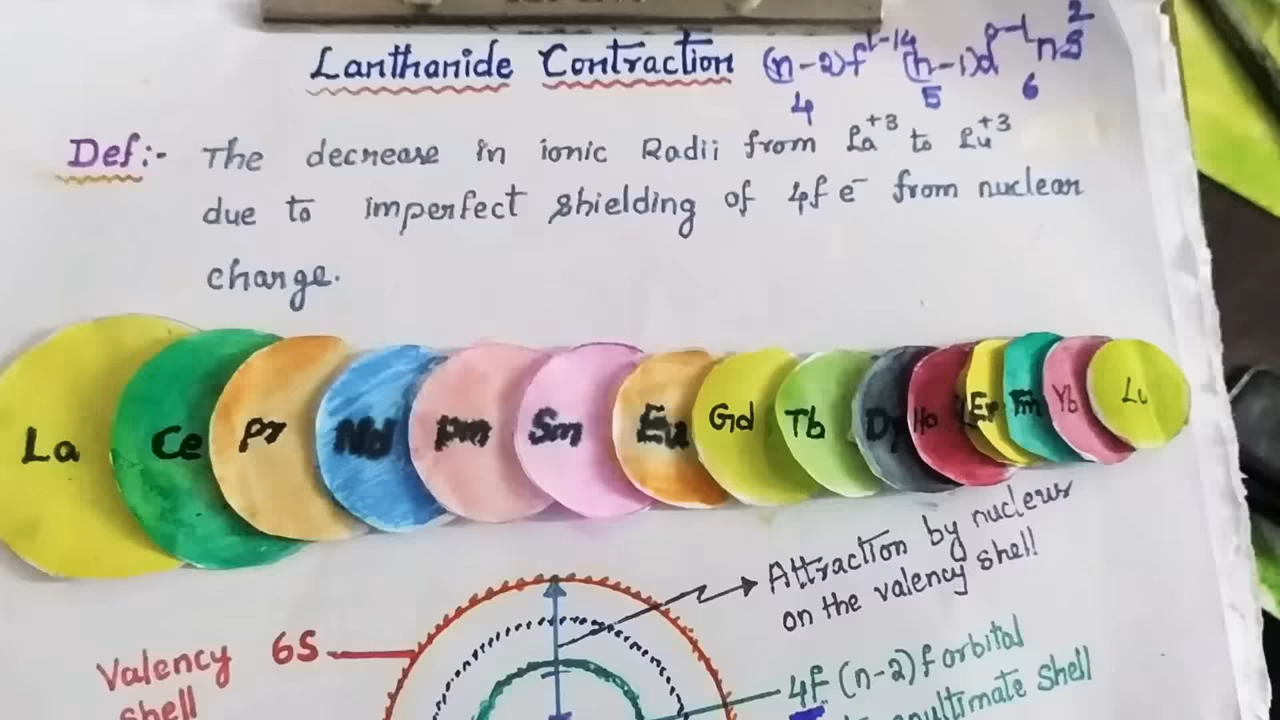 Lanthanide Contraction (n-2)f¹⁻¹⁴(n-1)d⁰⁻¹ns²
4 5 6
Def:- The decrease in ionic Radii from La⁺³ to Lu⁺³
due to imperfect shielding of 4f e⁻ from nuclear
charge.
La Ce Pr Nd Pm Sm Eu Gd Tb Dy Ho Er Tm Yb Lu
Attraction by nucleus
on the valency shell
Valency 6S
shell
4f (n-2) f orbital
shell